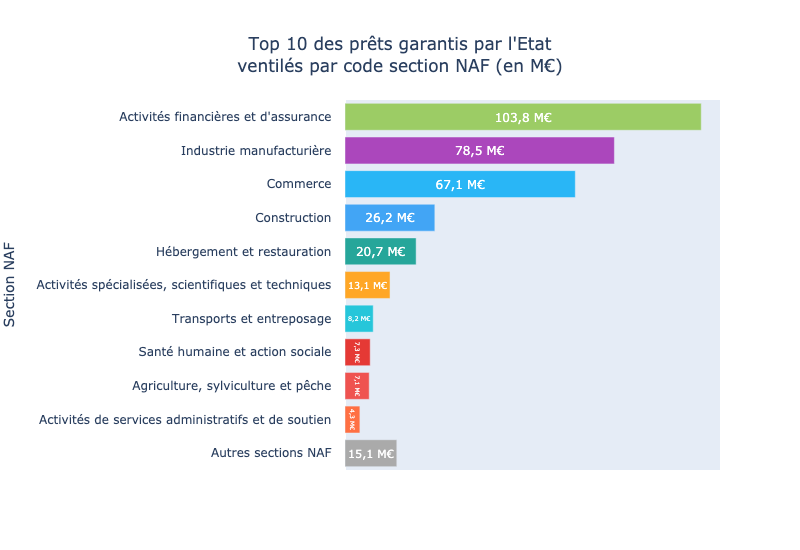 Top 10 des prêts garantis par l'Etat
ventilés par code section NAF (en M€)
Section NAF
Activités financières et d'assurance 103,8 M€
Industrie manufacturière 78,5 M€
Commerce 67,1 M€
Construction 26,2 M€
Hébergement et restauration 20,7 M€
Activités spécialisées, scientifiques et techniques 13,1 M€
Transports et entreposage 8,2 M€
Santé humaine et action sociale 7,3 M€
Agriculture, sylviculture et pêche 7,1 M€
Activités de services administratifs et de soutien 4,3 M€
Autres sections NAF 15,1 M€